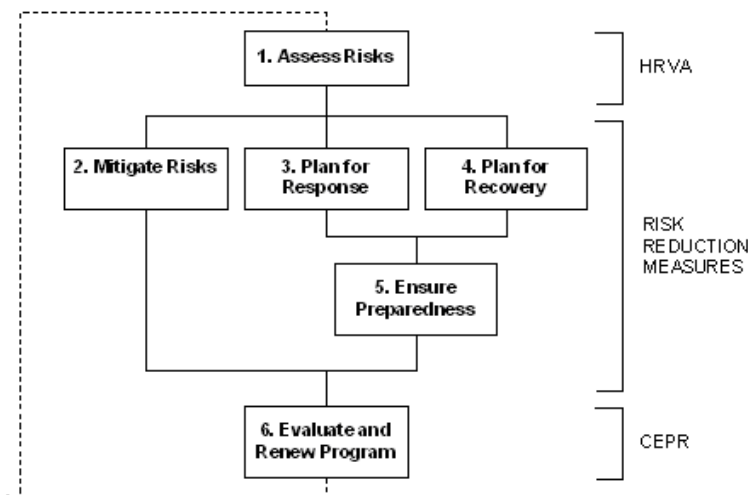 1. Assess Risks
HRVA
2. Mitigate Risks
3. Plan for
Response
4. Plan for
Recovery
RISK
REDUCTION
MEASURES
5. Ensure
Preparedness
6. Evaluate and
Renew Program
CEPR